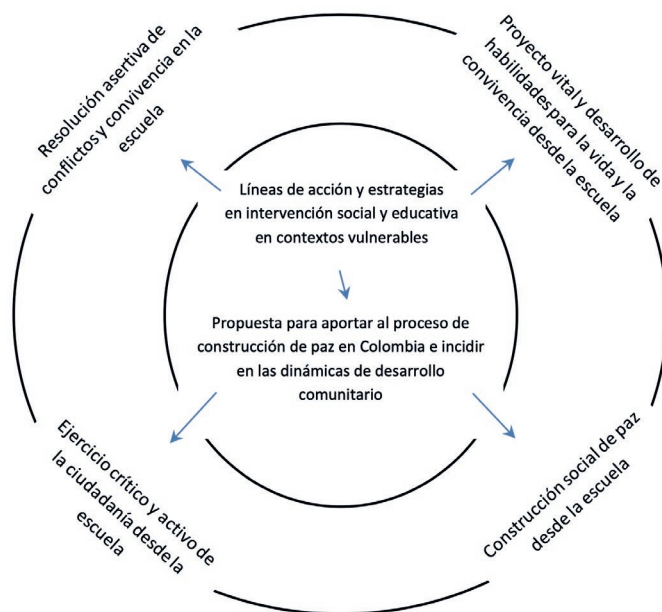 Resolución asertiva de
conflictos y convivencia en la
escuela
Proyecto vital y desarrollo de
habilidades para la vida y la
convivencia desde la escuela
Líneas de acción y estrategias
en intervención social y educativa
en contextos vulnerables
Propuesta para aportar al proceso de
construcción de paz en Colombia e incidir
en las dinámicas de desarrollo
comunitario
Ejercicio crítico y activo de
la ciudadanía desde la
escuela
Construcción social de paz
desde la escuela